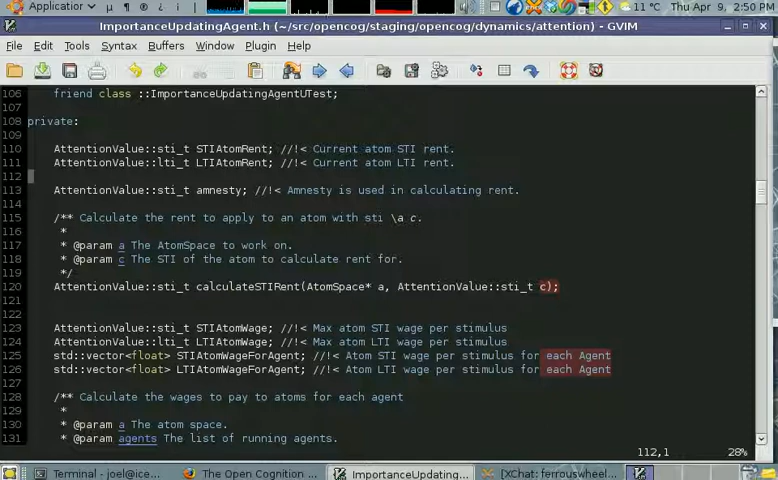 Applicatior
11 °C
Thu Apr 9, 2:50 PM
ImportanceUpdatingAgent.h (~/src/opencog/staging/opencog/dynamics/attention) - GVIM
File Edit Tools Syntax Buffers Window Plugin Help
106 friend class ::ImportanceUpdatingAgentUTest;
107
108 private:
109
110 AttentionValue::sti_t STIAtomRent; //!< Current atom STI rent.
111 AttentionValue::lti_t LTIAtomRent; //!< Current atom LTI rent.
112
113 AttentionValue::sti_t amnesty; //!< Amnesty is used in calculating rent.
114
115 /** Calculate the rent to apply to an atom with sti \a c.
116 *
117 * @param a The AtomSpace to work on.
118 * @param c The STI of the atom to calculate rent for.
119 */
120 AttentionValue::sti_t calculateSTIRent(AtomSpace* a, AttentionValue::sti_t c);
121
122
123 AttentionValue::sti_t STIAtomWage; //!< Max atom STI wage per stimulus
124 AttentionValue::lti_t LTIAtomWage; //!< Max atom LTI wage per stimulus
125 std::vector<float> STIAtomWageForAgent; //!< Atom STI wage per stimulus for each Agent
126 std::vector<float> LTIAtomWageForAgent; //!< Atom LTI wage per stimulus for each Agent
127
128 /** Calculate the wages to pay to atoms for each agent
129 *
130 * @param a The atom space.
131 * @param agents The list of running agents.
112,1 28%
Terminal - joel@ice... The Open Cognition ... ImportanceUpdating... [XChat: ferrouswheel...